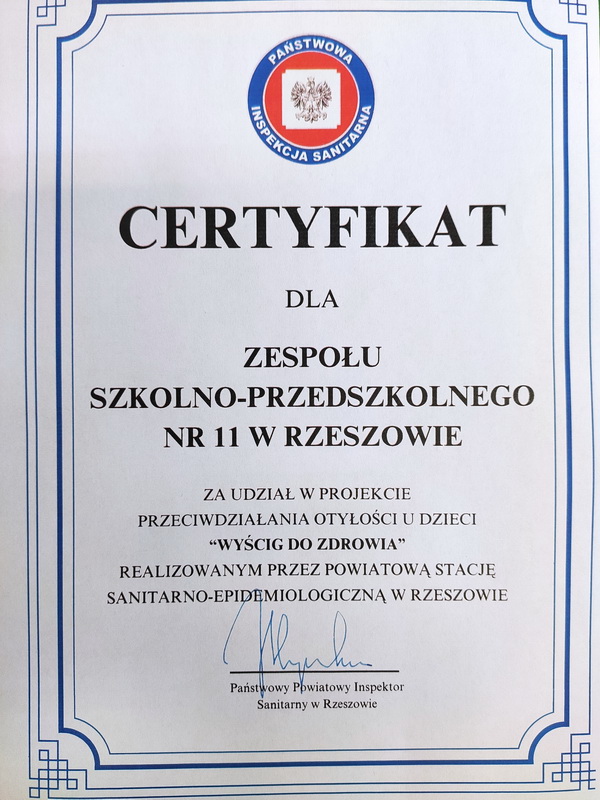 PAŃSTWOWA
INSPEKCJA SANITARNA
CERTYFIKAT
DLA
ZESPOŁU
SZKOLNO-PRZEDSZKOLNEGO
NR 11 W RZESZOWIE
ZA UDZIAŁ W PROJEKCIE
PRZECIWDZIAŁANIA OTYŁOŚCI U DZIECI
“WYŚCIG DO ZDROWIA”
REALIZOWANYM PRZEZ POWIATOWĄ STACJĘ
SANITARNO-EPIDEMIOLOGICZNĄ W RZESZOWIE
Państwowy Powiatowy Inspektor
Sanitarny w Rzeszowie